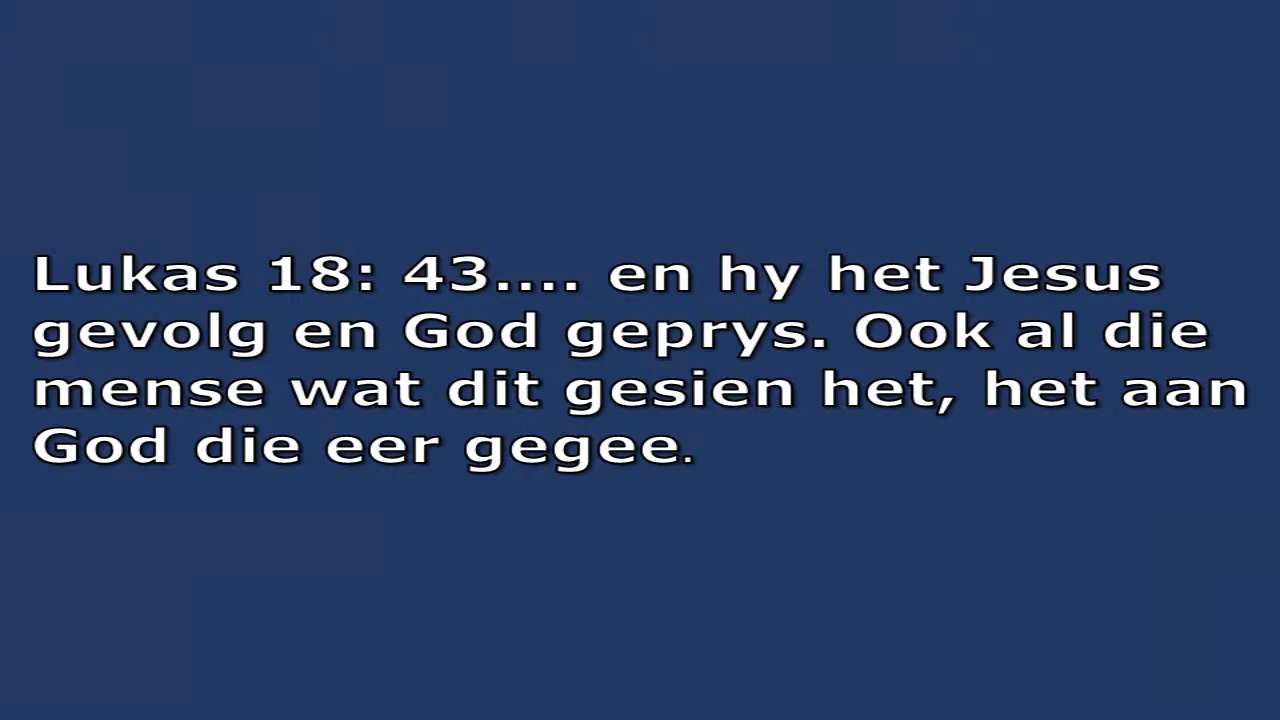 Lukas 18: 43.... en hy het Jesus
gevolg en God geprys. Ook al die
mense wat dit gesien het, het aan
God die eer gegee.